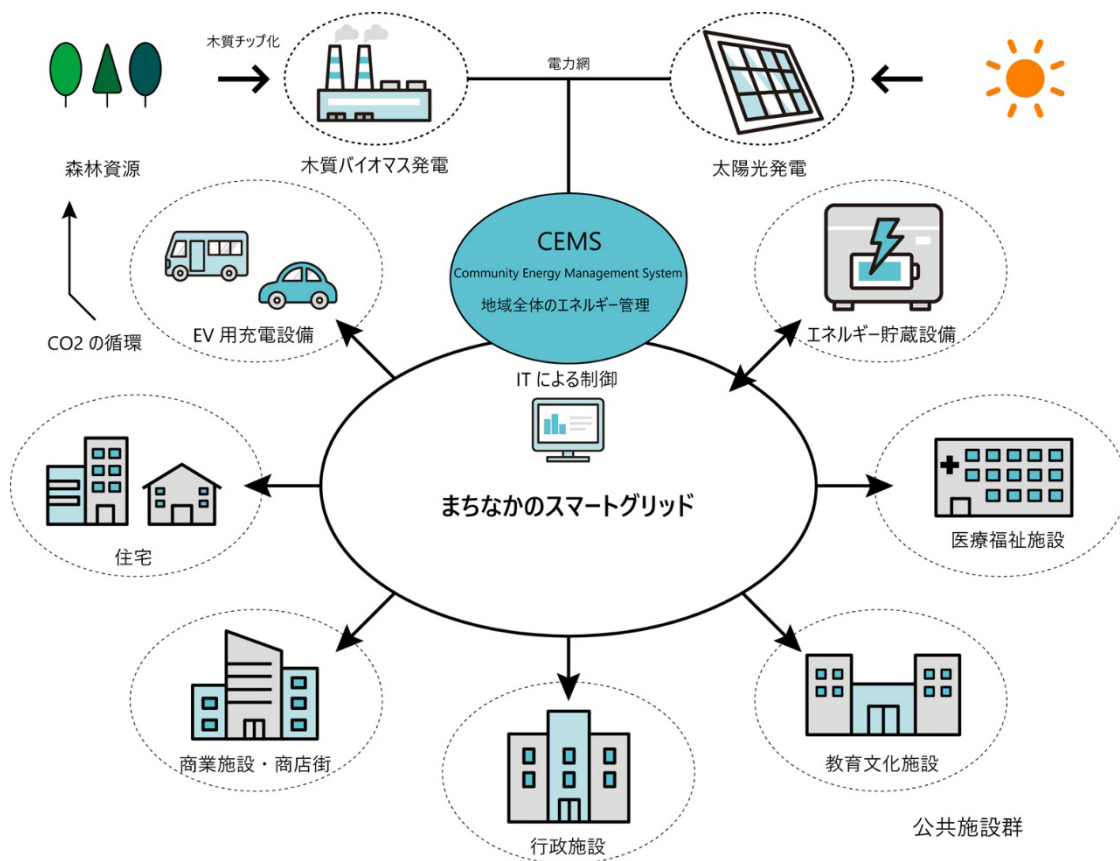 木質チップ化
電力網
森林資源
木質バイオマス発電
太陽光発電
CEMS
Community Energy Management System
地域全体のエネルギー管理
CO2 の循環
EV 用充電設備
エネルギー貯蔵設備
IT による制御
まちなかのスマートグリッド
住宅
医療福祉施設
商業施設・商店街
教育文化施設
行政施設
公共施設群